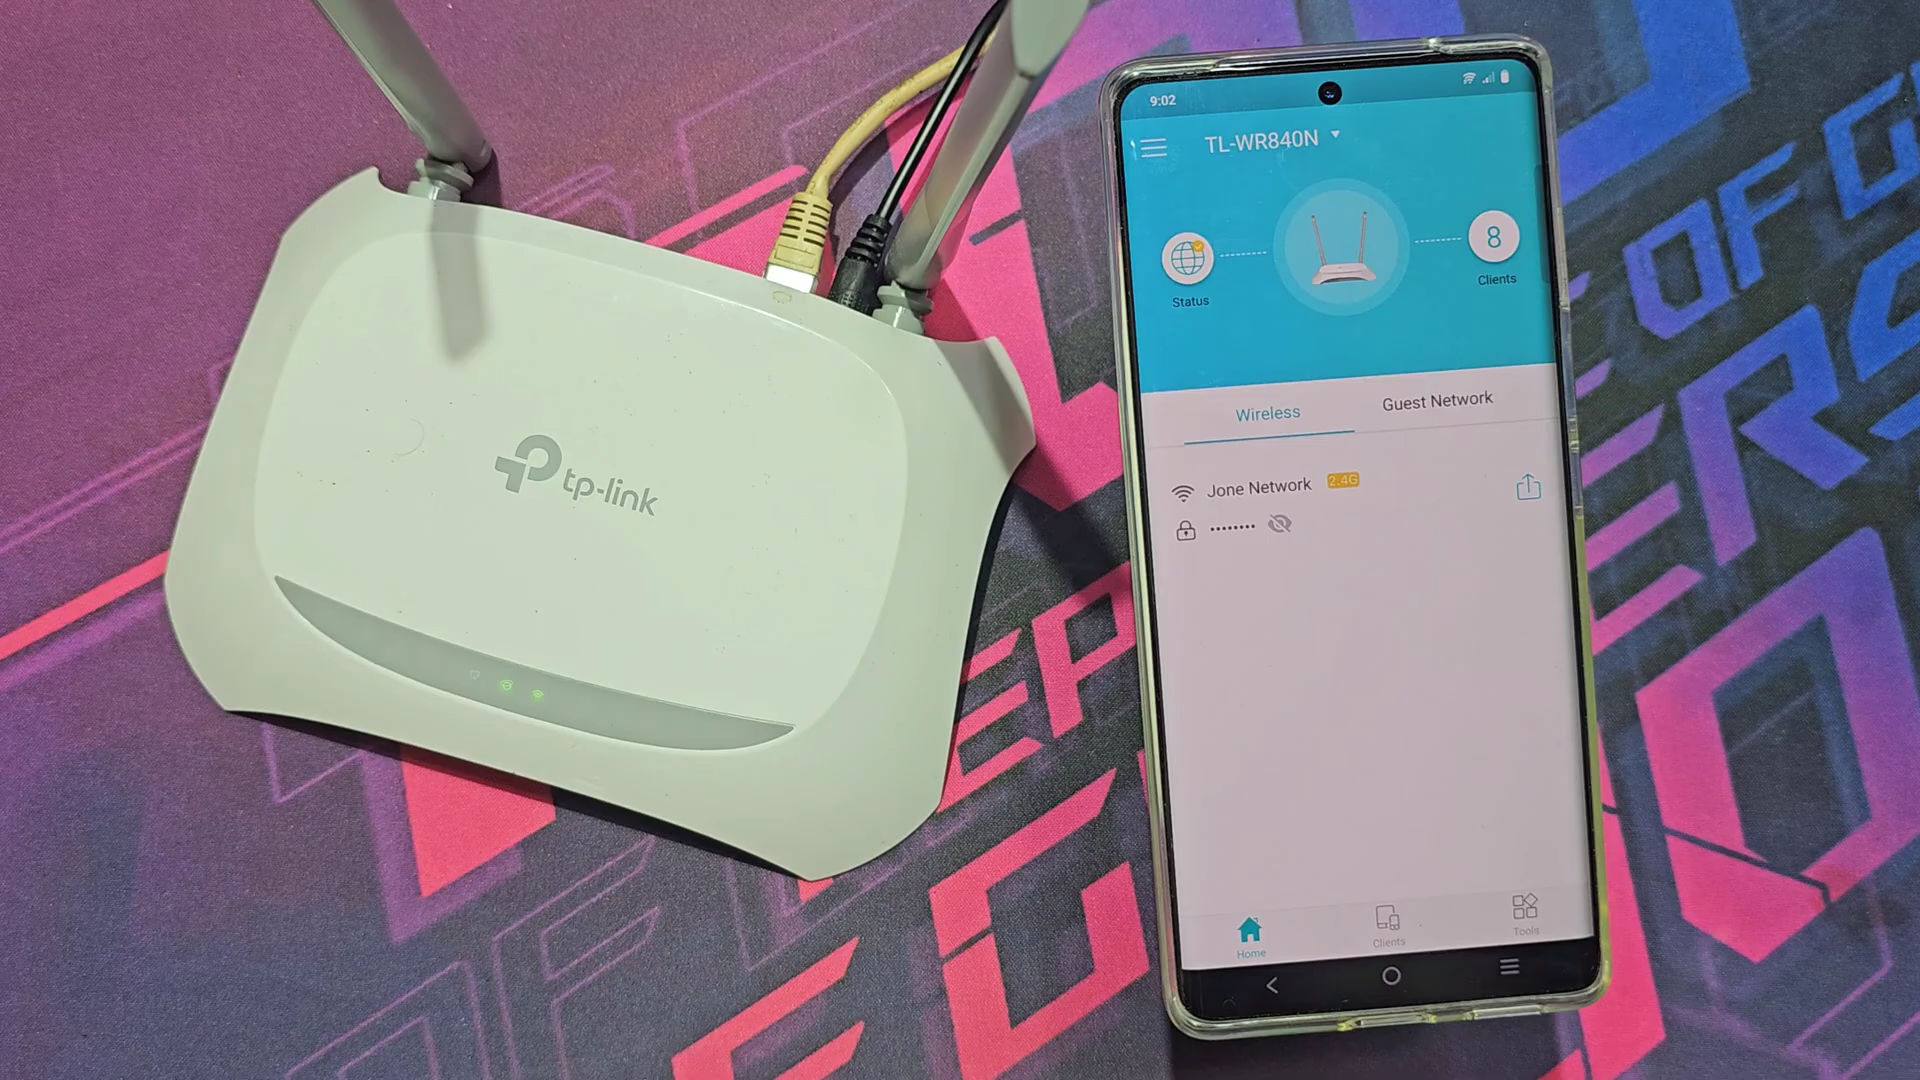 tp-link
9:02
TL-WR840N
8
Status
Clients
Wireless
Guest Network
Jone Network 2.4G
••••••••
Home
Clients
Tools
OF